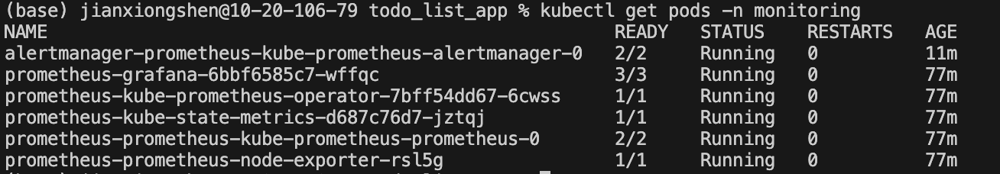 (base) jianxiongshen@10-20-106-79 todo_list_app % kubectl get pods -n monitoring
NAME READY STATUS RESTARTS AGE
alertmanager-prometheus-kube-prometheus-alertmanager-0 2/2 Running 0 11m
prometheus-grafana-6bbf6585c7-wffqc 3/3 Running 0 77m
prometheus-kube-prometheus-operator-7bff54dd67-6cwss 1/1 Running 0 77m
prometheus-kube-state-metrics-d687c76d7-jztqj 1/1 Running 0 77m
prometheus-prometheus-kube-prometheus-prometheus-0 2/2 Running 0 77m
prometheus-prometheus-node-exporter-rsl5g 1/1 Running 0 77m